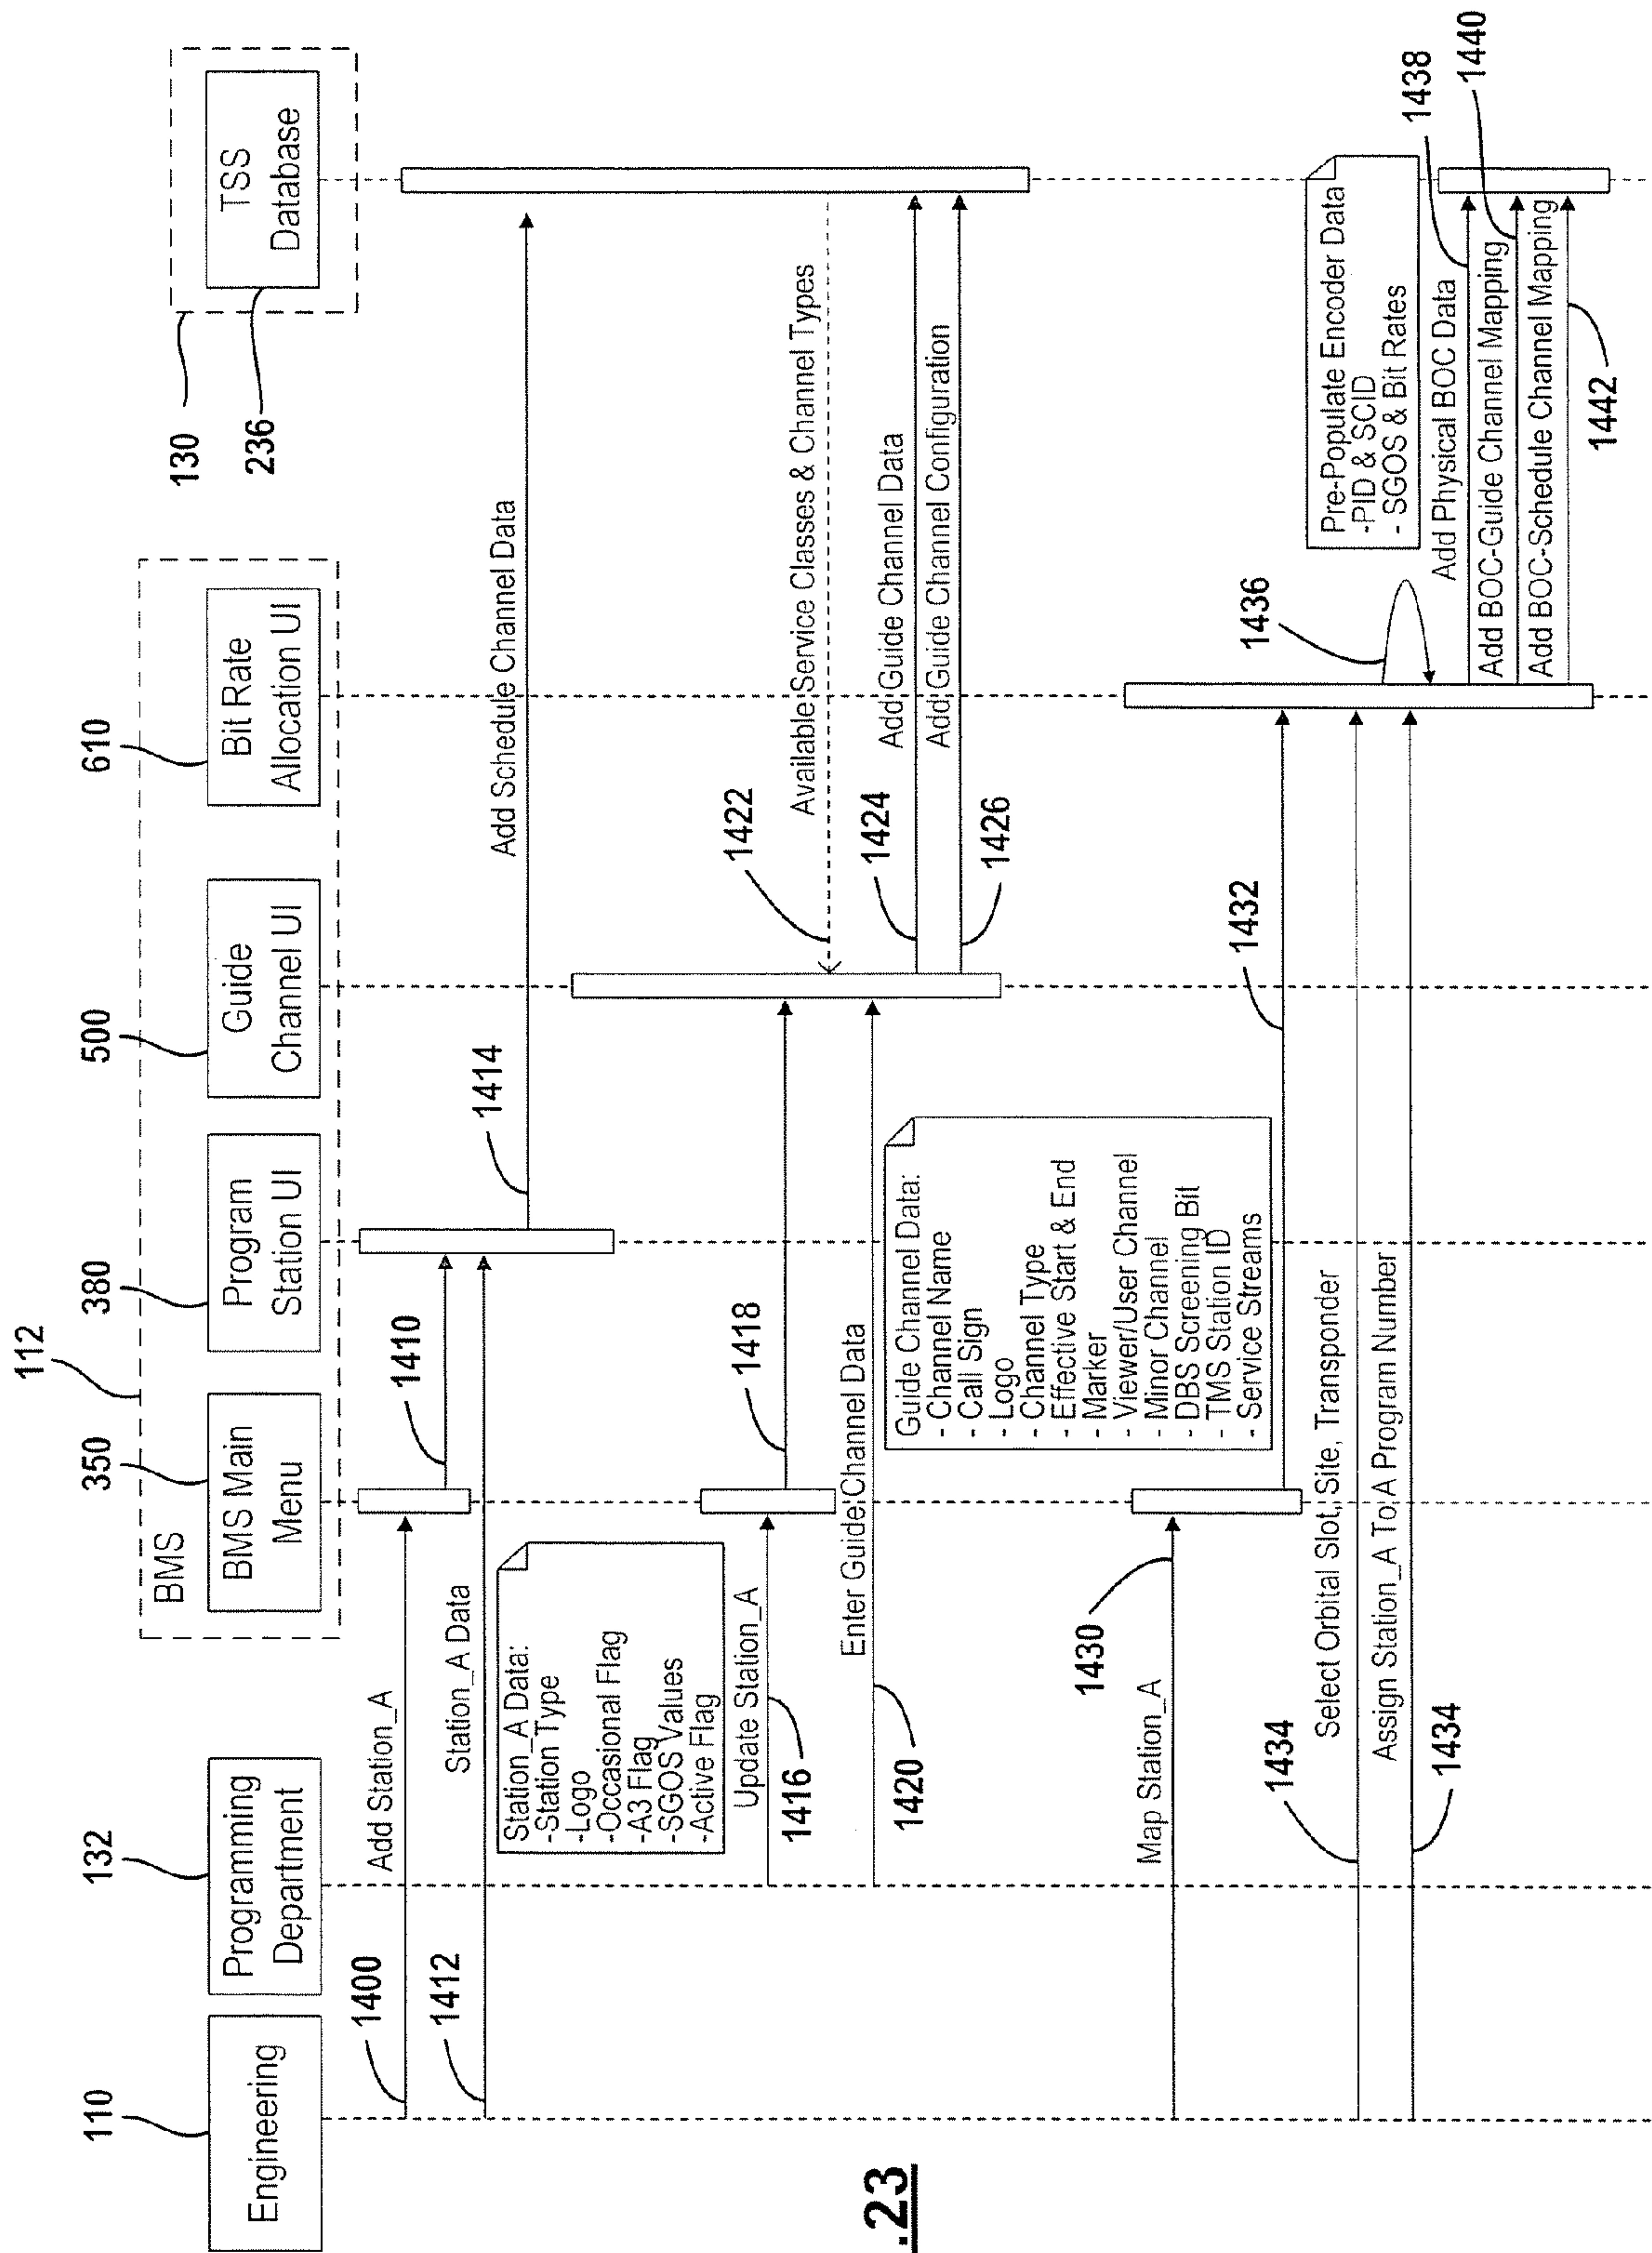 110
Engineering
132
Programming
Department
112
BMS
350
BMS Main
Menu
380
Program
Station UI
500
Guide
Channel UI
610
Bit Rate
Allocation UI
130
236
TSS
Database
1400
Add Station_A
1410
1412
Station_A Data
1414
Add Schedule Channel Data
Station_A Data:
-Station Type
-Logo
-Occasional Flag
-A3 Flag
-SGOS Values
-Active Flag
Update Station_A
1416
1418
1420
Enter Guide Channel Data
1422
Available Service Classes & Channel Types
1424
Add Guide Channel Data
Add Guide Channel Configuration
1426
Guide Channel Data:
- Channel Name
- Call Sign
- Logo
- Channel Type
- Effective Start & End
- Marker
- Viewer/User Channel
- Minor Channel
- DBS Screening Bit
- TMS Station ID
- Service Streams
Map Station_A
1430
1432
1434
Select Orbital Slot, Site, Transponder
Assign Station_A To A Program Number
1434
1436
Pre-Populate Encoder Data
-PID & SCID
- SGOS & Bit Rates
Add Physical BOC Data
1438
Add BOC-Guide Channel Mapping
1440
Add BOC-Schedule Channel Mapping
1442
.23